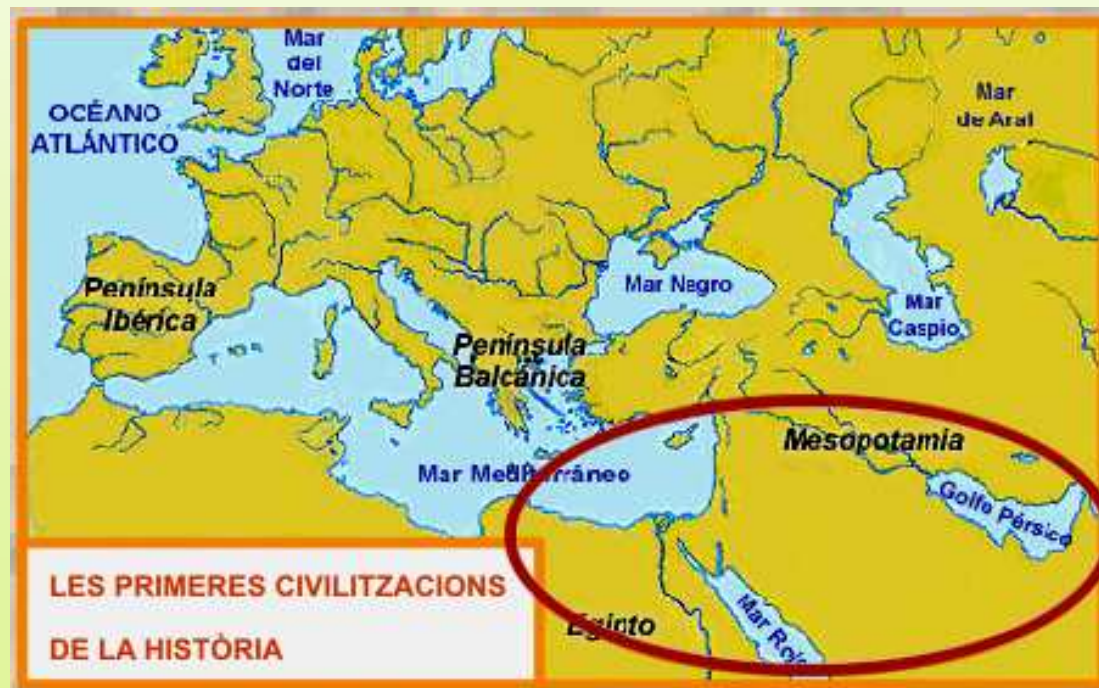 Mar
del
Norte
OCÉANO
ATLÁNTICO
Mar
de Aral
Península
Ibérica
Mar Negro
Mar
Caspio
Península
Balcánica
Mesopotamia
Mar Mediterráneo
Golfo Pérsico
Egipto
Mar Rojo
LES PRIMERES CIVILITZACIONS
DE LA HISTÒRIA